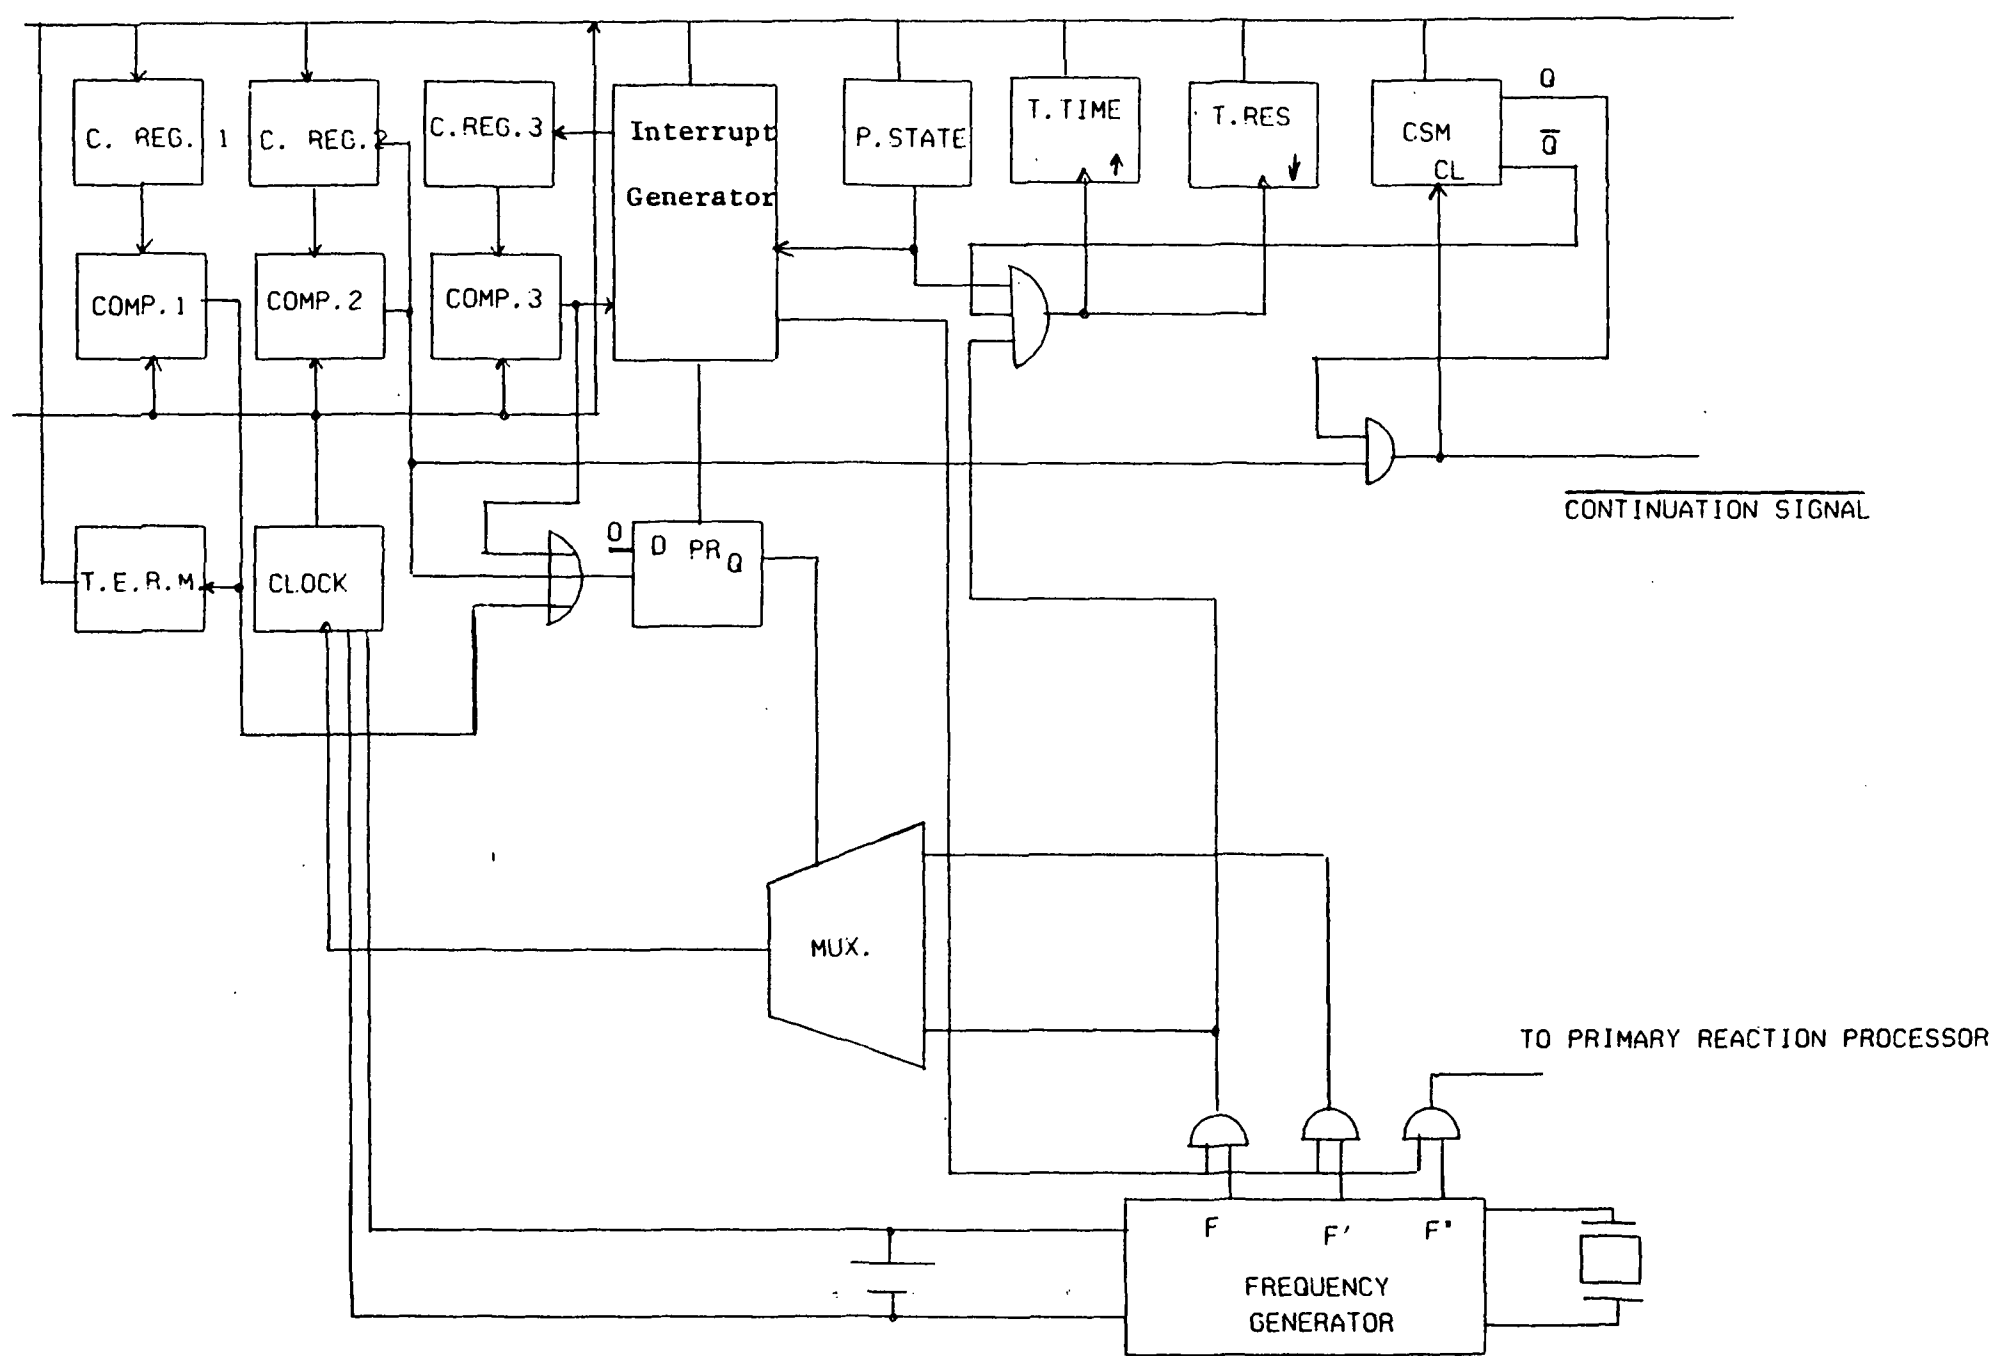 C. REG. 1
C. REG. 2
C.REG.3
Interrupt
Generator
P.STATE
T.TIME
T.RES
CSM
CL
Q
Q̅
COMP.1
COMP.2
COMP.3
CONTINUATION SIGNAL
T.E.R.M.
CLOCK
0
D PR Q
MUX.
TO PRIMARY REACTION PROCESSOR
F F' F"
FREQUENCY
GENERATOR